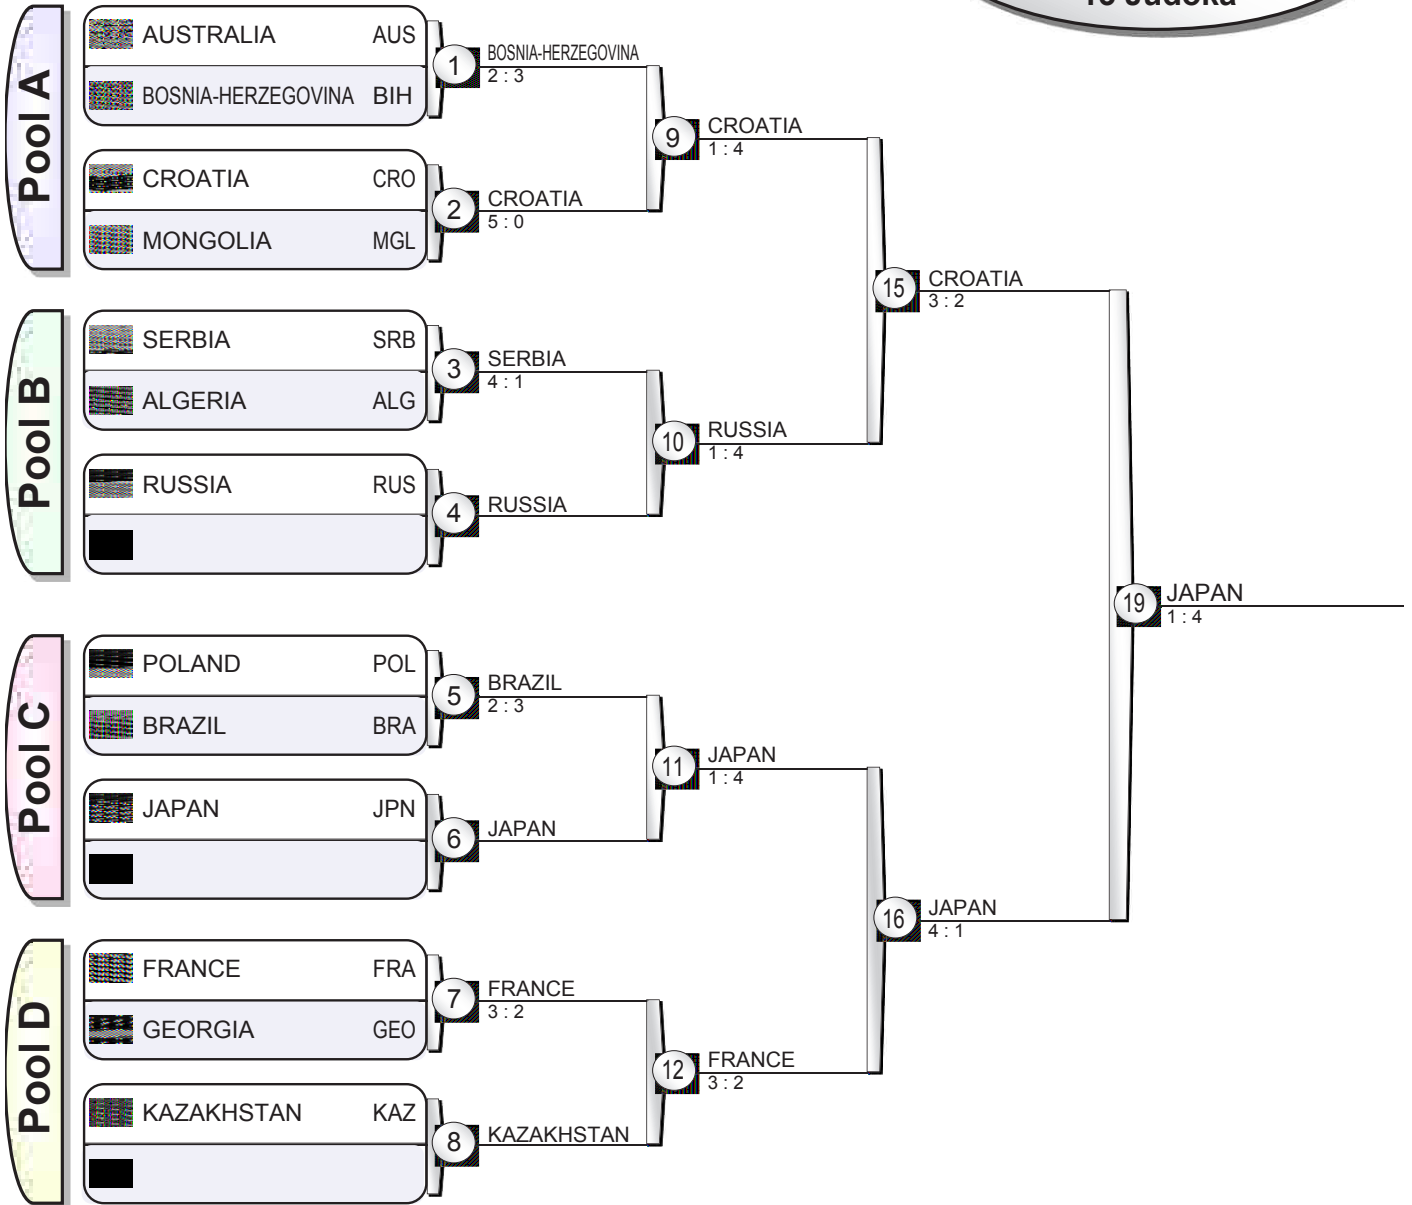 Judoka
Pool A
AUSTRALIA AUS
BOSNIA-HERZEGOVINA BIH
1
BOSNIA-HERZEGOVINA
2 : 3
CROATIA CRO
MONGOLIA MGL
2
CROATIA
5 : 0
9
CROATIA
1 : 4
Pool B
SERBIA SRB
ALGERIA ALG
3
SERBIA
4 : 1
RUSSIA RUS
4
RUSSIA
10
RUSSIA
1 : 4
15
CROATIA
3 : 2
Pool C
POLAND POL
BRAZIL BRA
5
BRAZIL
2 : 3
JAPAN JPN
6
JAPAN
11
JAPAN
1 : 4
Pool D
FRANCE FRA
GEORGIA GEO
7
FRANCE
3 : 2
KAZAKHSTAN KAZ
8
KAZAKHSTAN
12
FRANCE
3 : 2
16
JAPAN
4 : 1
19
JAPAN
1 : 4